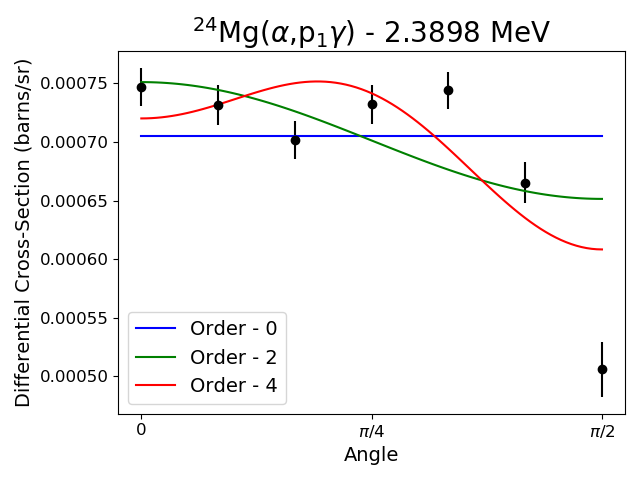 ²⁴Mg(α,p₁γ) - 2.3898 MeV
Differential Cross-Section (barns/sr)
0.00075
0.00070
0.00065
0.00060
0.00055
0.00050
Order - 0
Order - 2
Order - 4
0 π/4 π/2
Angle